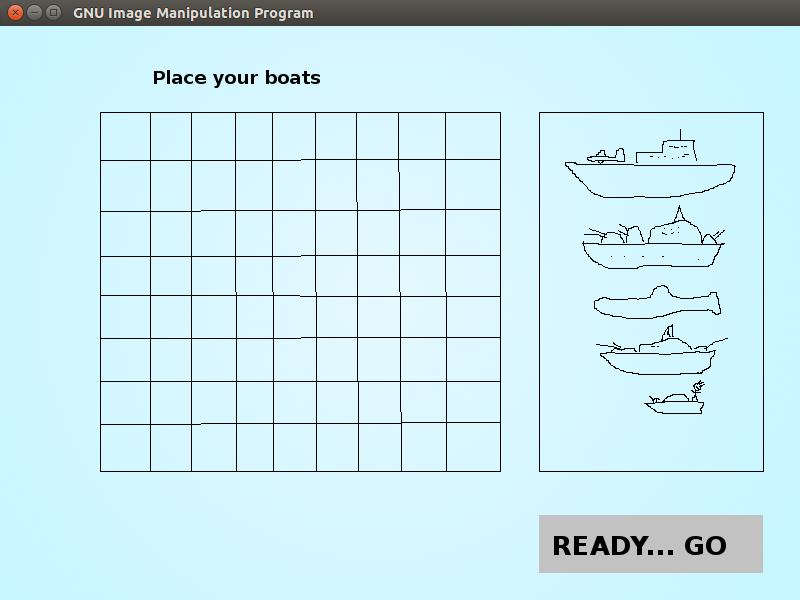 GNU Image Manipulation Program
Place your boats
READY... GO